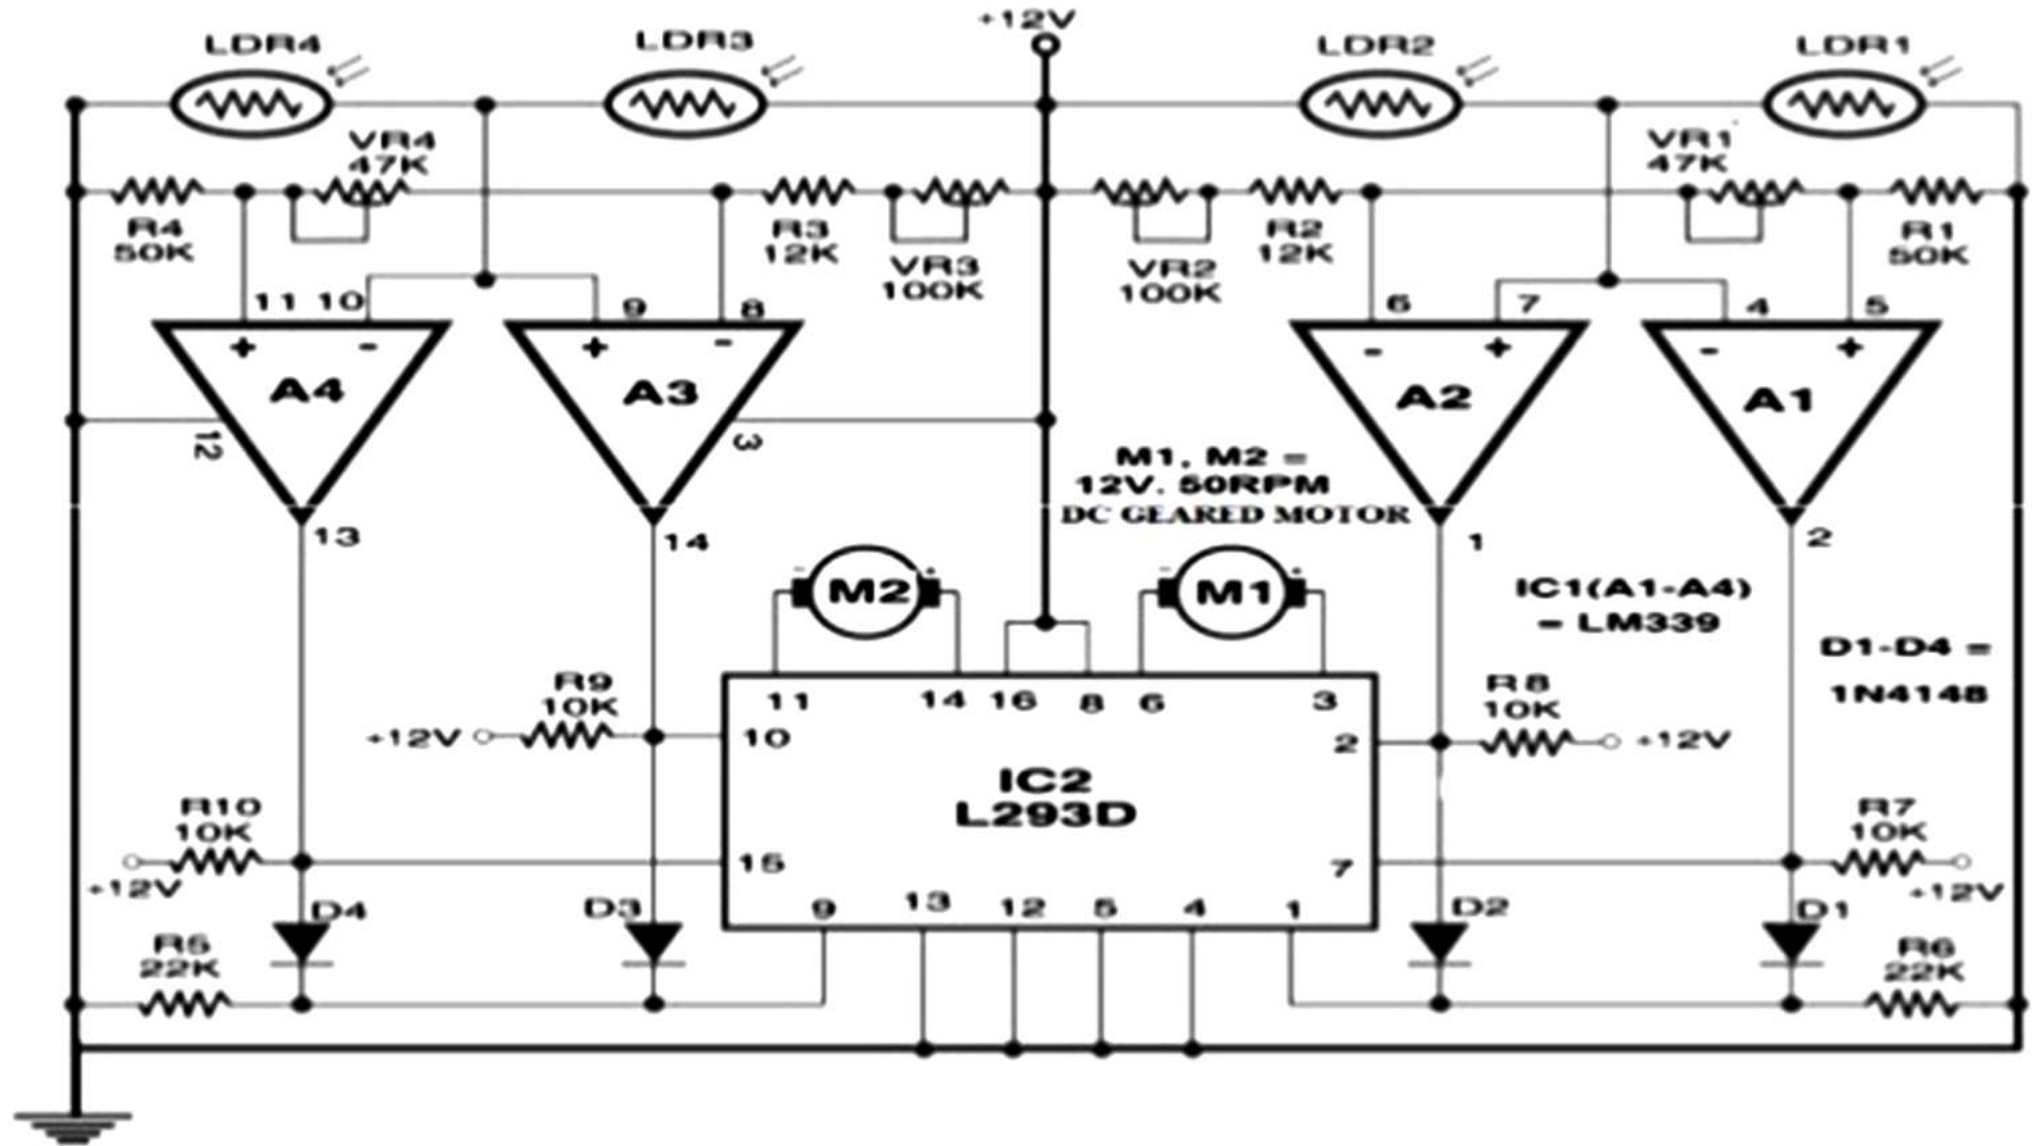 +12V
LDR4
LDR3
LDR2
LDR1
VR4
47K
VR1
47K
R4
50K
R3
12K
VR3
100K
VR2
100K
R2
12K
R1
50K
11 10
9
8
6
7
4
5
+ -
+ -
- +
- +
A4
A3
A2
A1
12
3
M1, M2 =
12V. 50RPM
DC GEARED MOTOR
13
14
1
2
- M2 +
- M1 +
IC1(A1-A4)
= LM339
D1-D4 =
1N4148
R9
10K
+12V
11
14
16
8
6
3
R8
10K
+12V
10
2
IC2
L293D
R10
10K
+12V
15
7
R7
10K
+12V
D4
D3
9
13
12
5
4
1
D2
D1
R5
22K
R6
22K